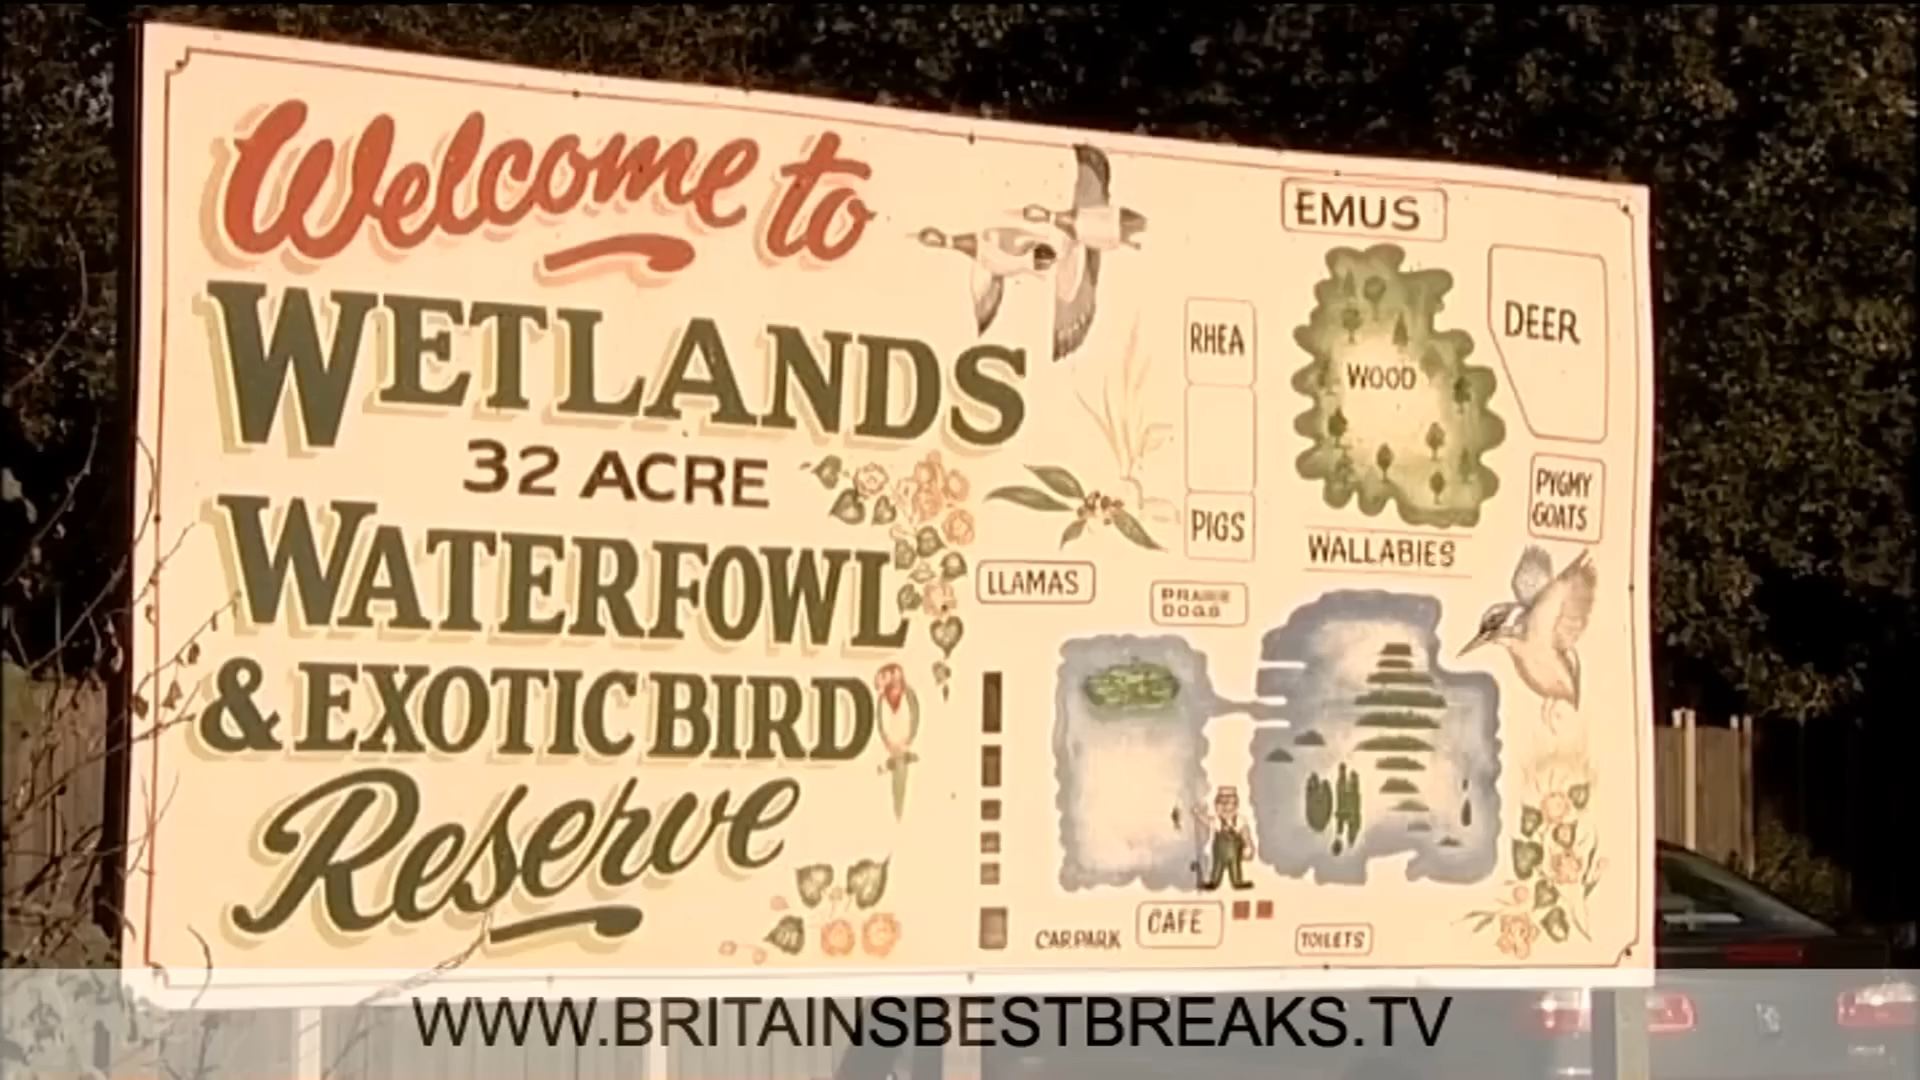 Welcome to
WETLANDS
32 ACRE
WATERFOWL
& EXOTIC BIRD
Reserve
EMUS
DEER
RHEA
WOOD
PYGMY
GOATS
PIGS
WALLABIES
LLAMAS
PRAIRIE
DOGS
CARPARK
CAFE
TOILETS
WWW.BRITAINSBESTBREAKS.TV